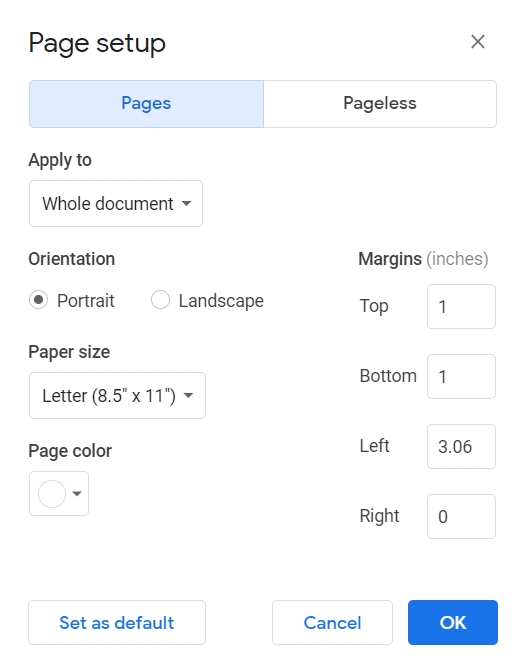 Page setup
Pages
Pageless
Apply to
Whole document
Orientation
Portrait
Landscape
Paper size
Letter (8.5" x 11")
Page color
Margins (inches)
Top 1
Bottom 1
Left 3.06
Right 0
Set as default
Cancel
OK